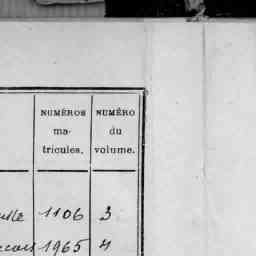 NUMÉROS NUMÉRO
ma- du
tricules. volume.
1106 3
1965 4